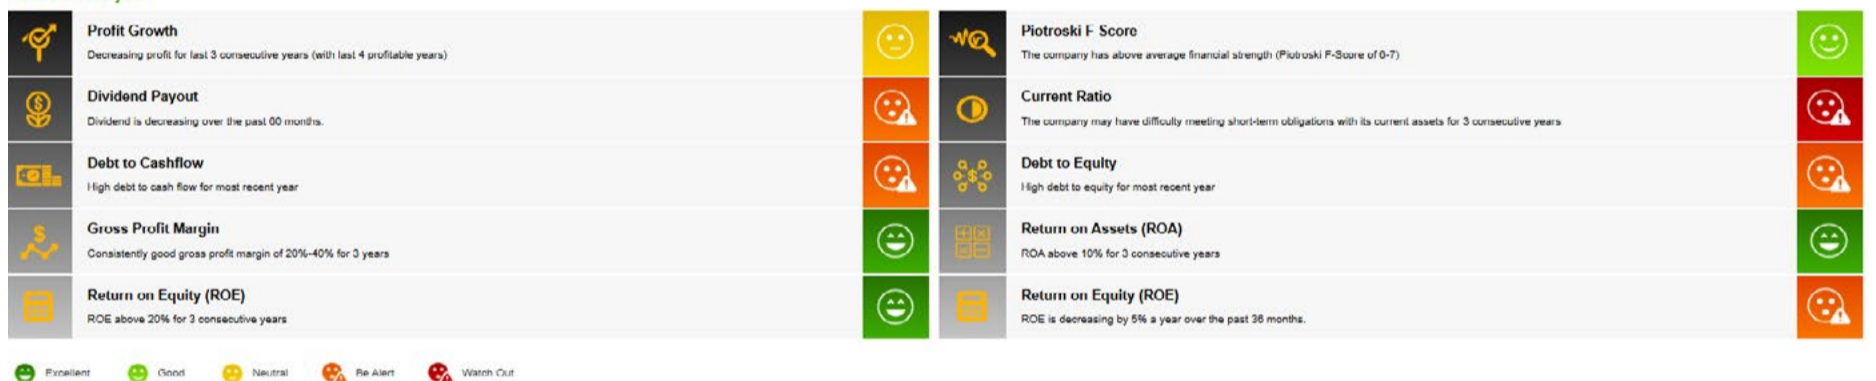 Profit Growth
Decreasing profit for last 3 consecutive years (with last 4 profitable years)
Piotroski F Score
The company has above average financial strength (Piotroski F-Score of 6-7)
Dividend Payout
Dividend is decreasing over the past 60 months.
Current Ratio
The company may have difficulty meeting short-term obligations with its current assets for 3 consecutive years
Debt to Cashflow
High debt to cash flow for most recent year
Debt to Equity
High debt to equity for most recent year
Gross Profit Margin
Consistently good gross profit margin of 20%-40% for 3 years
Return on Assets (ROA)
ROA above 10% for 3 consecutive years
Return on Equity (ROE)
ROE above 20% for 3 consecutive years
Return on Equity (ROE)
ROE is decreasing by 5% a year over the past 36 months.
Excellent
Good
Neutral
Be Alert
Watch Out